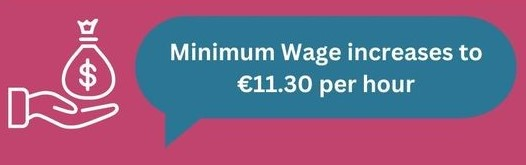 Minimum Wage increases to
€11.30 per hour
$